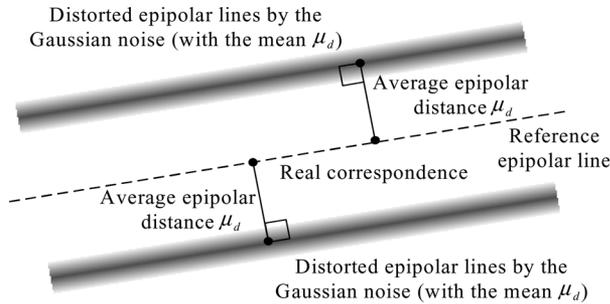 Distorted epipolar lines by the
Gaussian noise (with the mean μd)
Average epipolar
distance μd
Reference
epipolar line
Real correspondence
Average epipolar
distance μd
Distorted epipolar lines by the
Gaussian noise (with the mean μd)